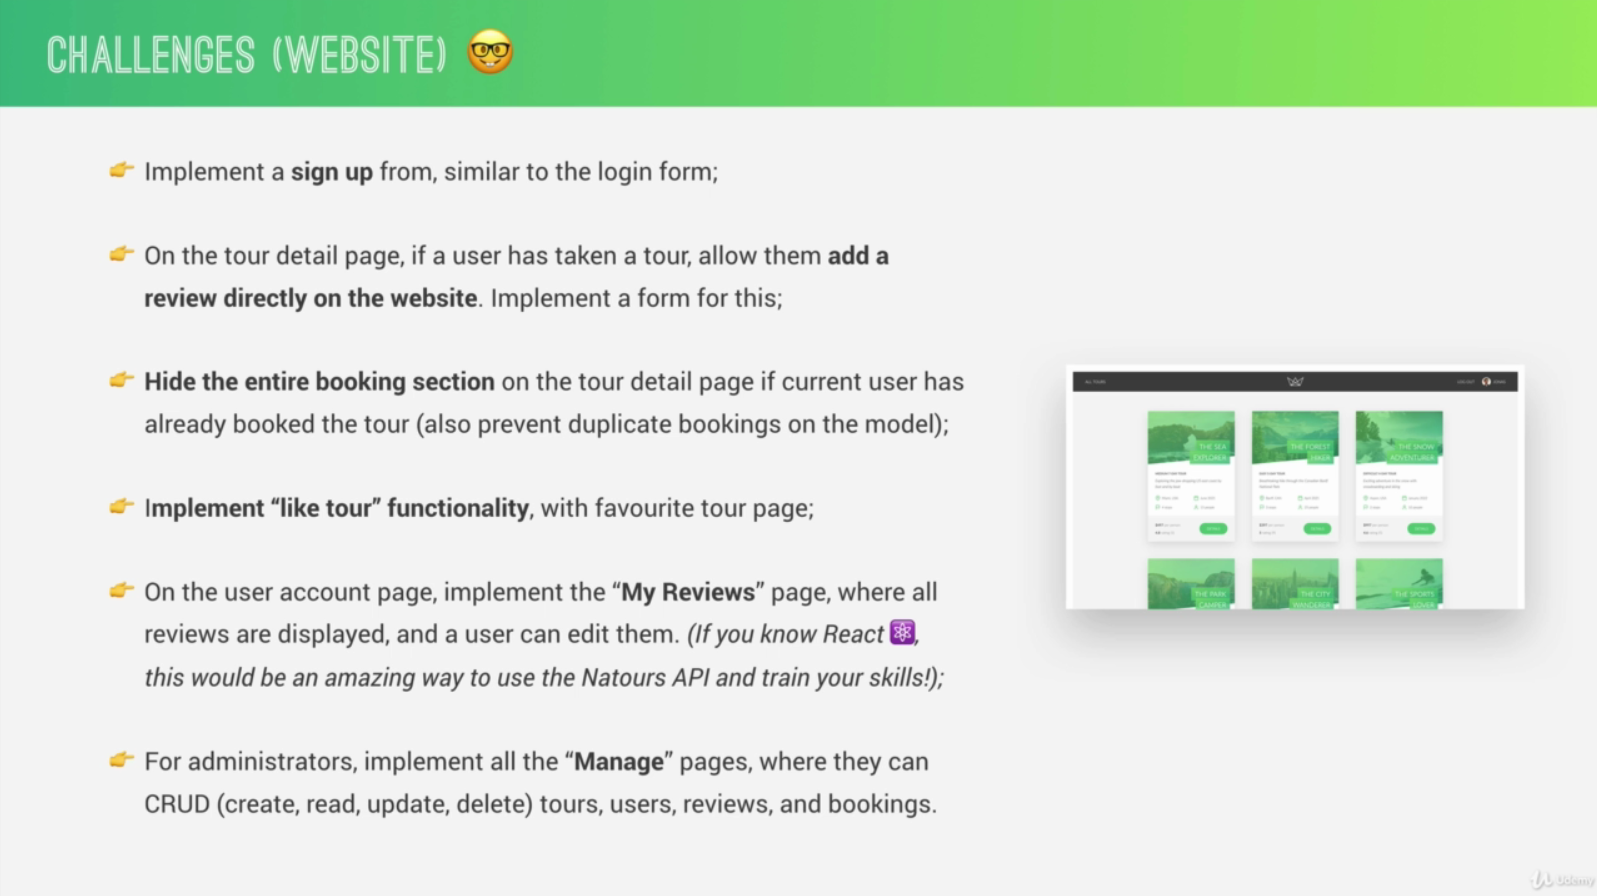 CHALLENGES (WEBSITE) 🤓
👉 Implement a sign up from, similar to the login form;
👉 On the tour detail page, if a user has taken a tour, allow them add a
review directly on the website. Implement a form for this;
👉 Hide the entire booking section on the tour detail page if current user has
already booked the tour (also prevent duplicate bookings on the model);
👉 Implement “like tour” functionality, with favourite tour page;
👉 On the user account page, implement the “My Reviews” page, where all
reviews are displayed, and a user can edit them. (If you know React ⚛,
this would be an amazing way to use the Natours API and train your skills!);
👉 For administrators, implement all the “Manage” pages, where they can
CRUD (create, read, update, delete) tours, users, reviews, and bookings.
ALL TOURS
THE SEA
EXPLORER
THE FOREST
HIKER
THE SNOW
ADVENTURER
THE PARK
CAMPER
THE CITY
WANDERER
THE SPORTS
LOVER
Udemy